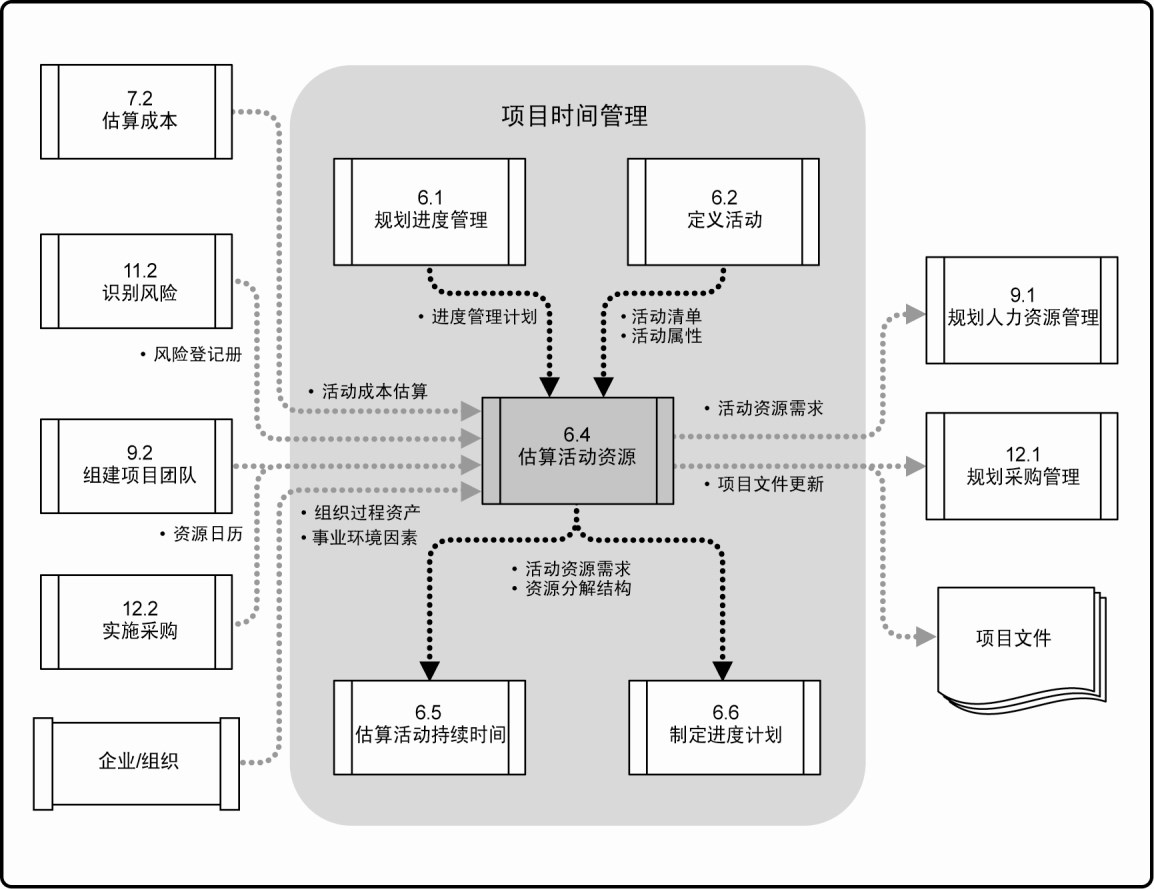 7.2
估算成本
项目时间管理
6.1
规划进度管理
6.2
定义活动
11.2
识别风险
• 风险登记册
• 进度管理计划
• 活动清单
• 活动属性
9.1
规划人力资源管理
• 活动成本估算
6.4
估算活动资源
• 活动资源需求
9.2
组建项目团队
• 资源日历
• 组织过程资产
• 事业环境因素
• 项目文件更新
12.1
规划采购管理
• 活动资源需求
• 资源分解结构
12.2
实施采购
项目文件
企业/组织
6.5
估算活动持续时间
6.6
制定进度计划